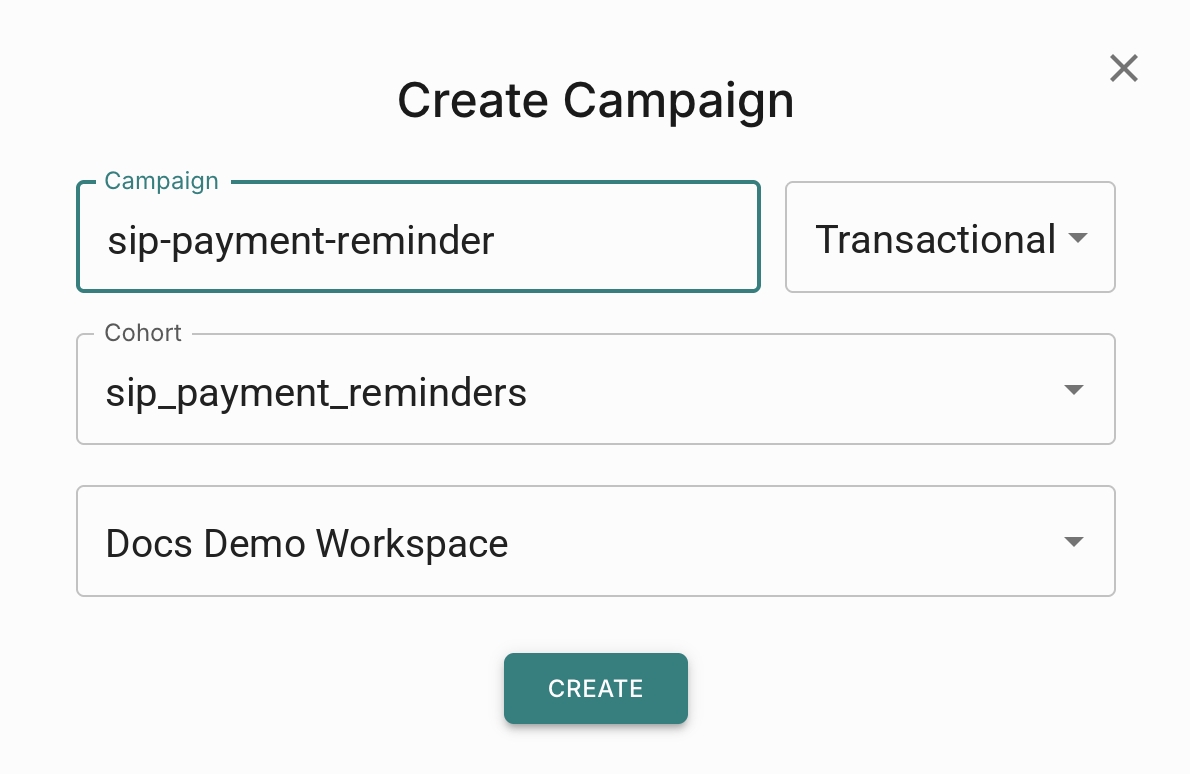 Create Campaign
Campaign
sip-payment-reminder
Transactional
Cohort
sip_payment_reminders
Docs Demo Workspace
CREATE